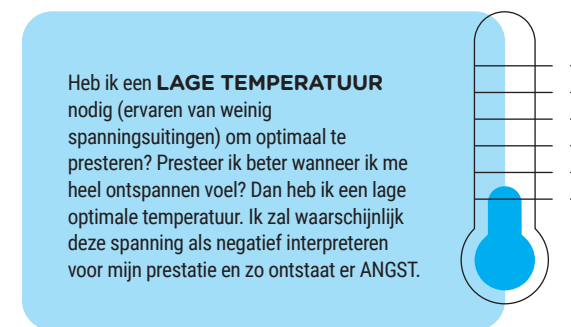 Heb ik een LAGE TEMPERATUUR
nodig (ervaren van weinig
spanningsuitingen) om optimaal te
presteren? Presteer ik beter wanneer ik me
heel ontspannen voel? Dan heb ik een lage
optimale temperatuur. Ik zal waarschijnlijk
deze spanning als negatief interpreteren
voor mijn prestatie en zo ontstaat er ANGST.